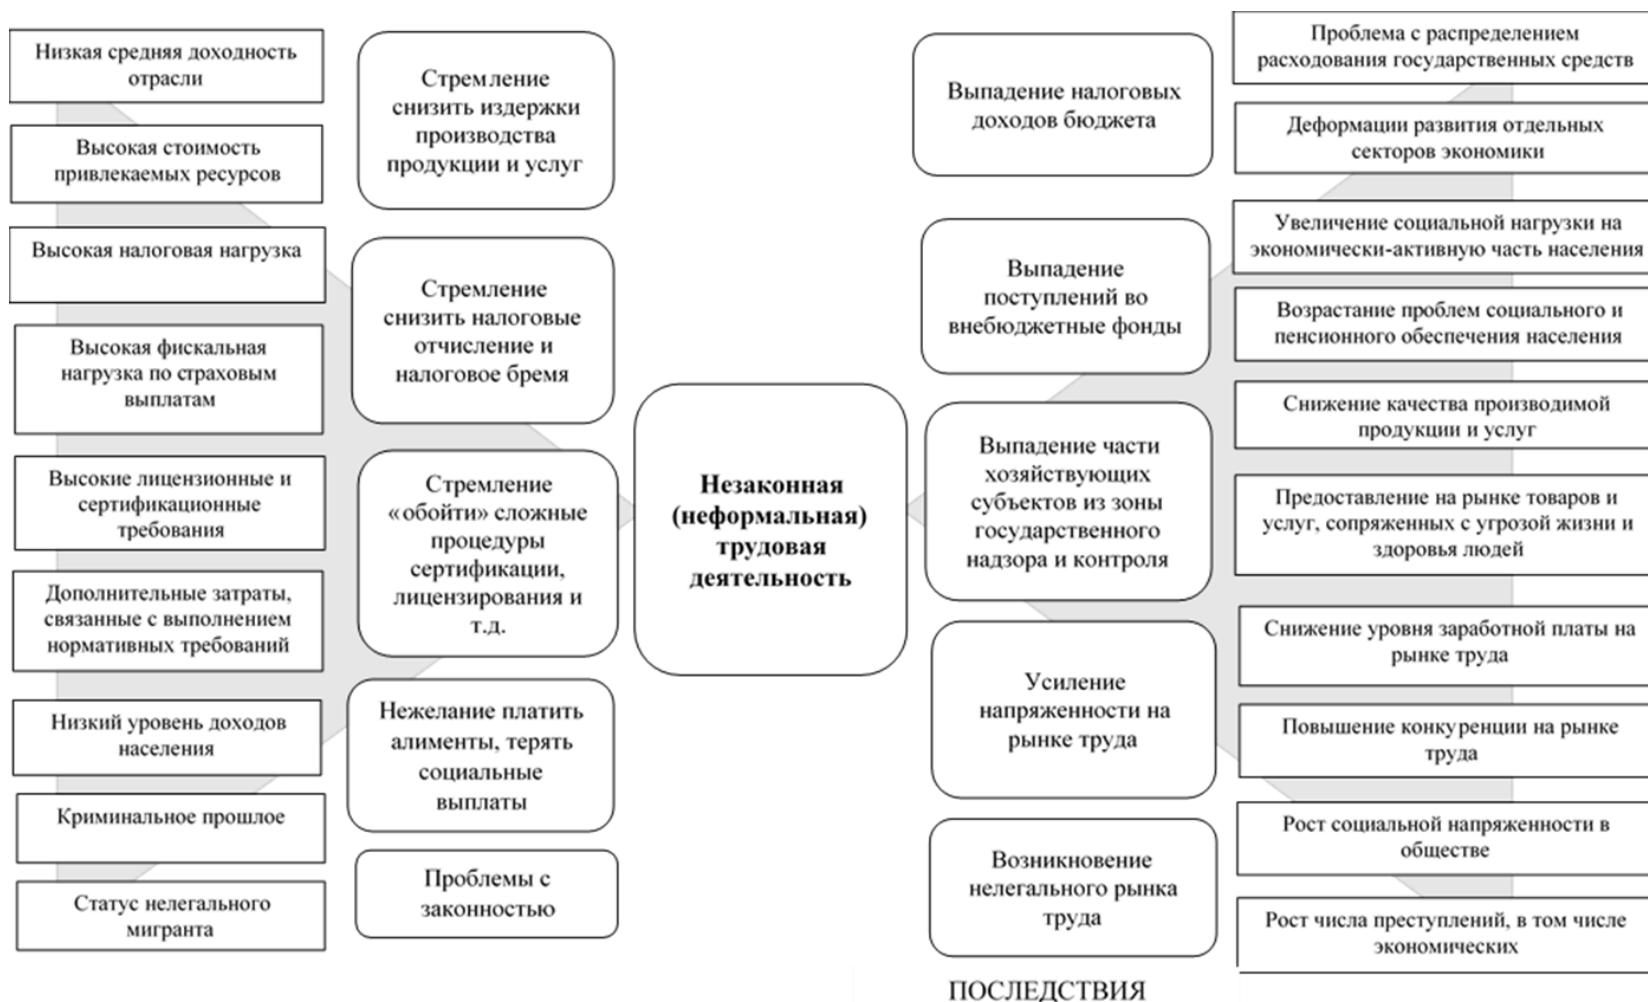 Низкая средняя доходность
отрасли
Высокая стоимость
привлекаемых ресурсов
Высокая налоговая нагрузка
Высокая фискальная
нагрузка по страховым
выплатам
Высокие лицензионные и
сертификационные
требования
Дополнительные затраты,
связанные с выполнением
нормативных требований
Низкий уровень доходов
населения
Криминальное прошлое
Статус нелегального
мигранта
Стремление
снизить издержки
производства
продукции и услуг
Стремление
снизить налоговые
отчисление и
налоговое бремя
Стремление
«обойти» сложные
процедуры
сертификации,
лицензирования и
т.д.
Нежелание платить
алименты, терять
социальные
выплаты
Проблемы с
законностью
Незаконная
(неформальная)
трудовая
деятельность
Выпадение налоговых
доходов бюджета
Выпадение
поступлений во
внебюджетные фонды
Выпадение части
хозяйствующих
субъектов из зоны
государственного
надзора и контроля
Усиление
напряженности на
рынке труда
Возникновение
нелегального рынка
труда
Проблема с распределением
расходования государственных средств
Деформации развития отдельных
секторов экономики
Увеличение социальной нагрузки на
экономически-активную часть населения
Возрастание проблем социального и
пенсионного обеспечения населения
Снижение качества производимой
продукции и услуг
Предоставление на рынке товаров и
услуг, сопряженных с угрозой жизни и
здоровья людей
Снижение уровня заработной платы на
рынке труда
Повышение конкуренции на рынке
труда
Рост социальной напряженности в
обществе
Рост числа преступлений, в том числе
экономических
ПОСЛЕДСТВИЯ